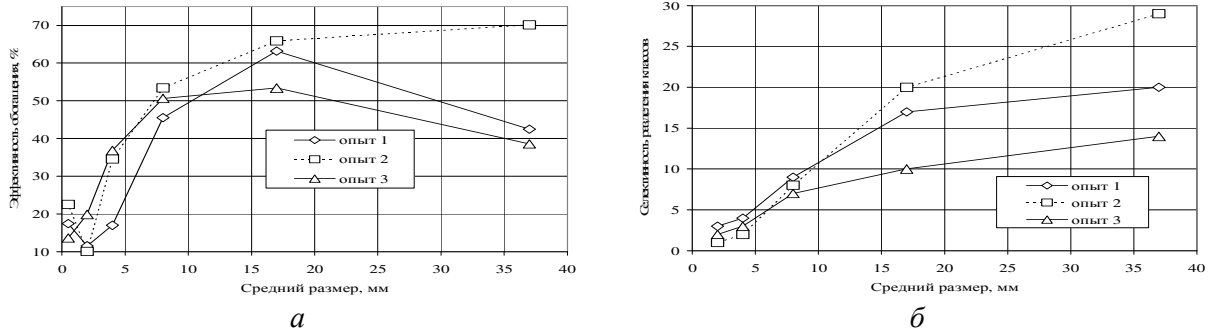 Эффективность обогащения, %
70
60
50
40
30
20
10
0 5 10 15 20 25 30 35 40
Средний размер, мм
опыт 1
опыт 2
опыт 3
а
Селективность разделения классов
30
25
20
15
10
5
0
0 5 10 15 20 25 30 35 40
Средний размер, мм
опыт 1
опыт 2
опыт 3
б